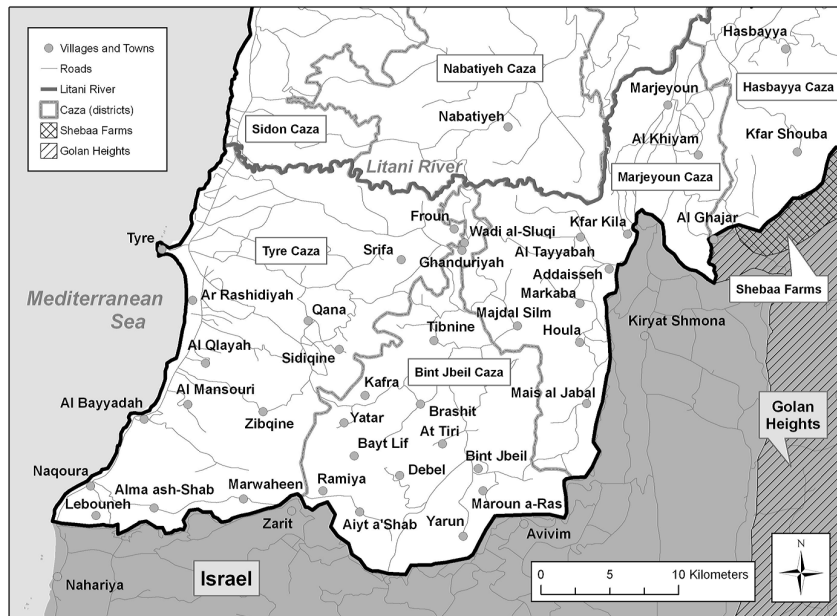 Villages and Towns
Roads
Litani River
Caza (districts)
Shebaa Farms
Golan Heights
Nabatiyeh Caza
Hasbayya
Hasbayya Caza
Marjeyoun
Nabatiyeh
Sidon Caza
Al Khiyam
Kfar Shouba
Litani River
Marjeyoun Caza
Froun
Al Ghajar
Wadi al-Sluqi
Kfar Kila
Tyre
Tyre Caza
Srifa
Ghanduriyah
Al Tayyabah
Addaisseh
Shebaa Farms
Mediterranean
Sea
Ar Rashidiyah
Qana
Markaba
Majdal Silm
Tibnine
Houla
Kiryat Shmona
Al Qlayah
Sidiqine
Bint Jbeil Caza
Kafra
Mais al Jabal
Al Bayyadah
Al Mansouri
Zibqine
Yatar
Brashit
At Tiri
Golan
Heights
Bayt Lif
Bint Jbeil
Naqoura
Debel
Lebouneh
Alma ash-Shab
Marwaheen
Ramiya
Maroun a-Ras
Zarit
Aiyt a'Shab
Yarun
Avivim
N
Nahariya
Israel
0 5 10 Kilometers